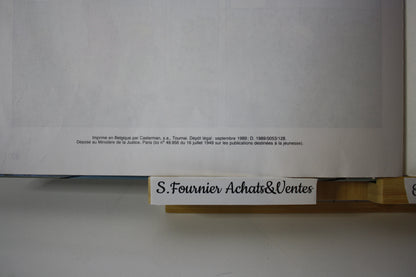 Imprimé en Belgique par Casterman, s.a., Tournai. Dépôt légal: septembre 1989; D. 1989/0053/128.
Déposé au Ministère de la Justice, Paris (loi n° 49.956 du 16 juillet 1949 sur les publications destinées à la jeunesse).
S.Fournier Achats&Ventes